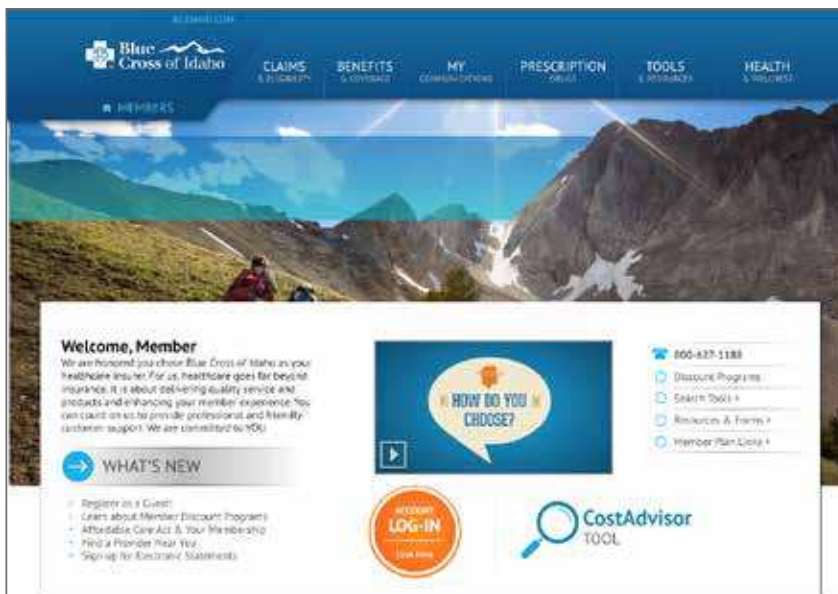 BCIDAHO.COM
Blue
Cross of Idaho
CLAIMS
& ELIGIBILITY
BENEFITS
& COVERAGE
MY
COMMUNICATIONS
PRESCRIPTION
DRUGS
TOOLS
& RESOURCES
HEALTH
& WELLNESS
MEMBERS
Welcome, Member
We are honored you chose Blue Cross of Idaho as your
healthcare insurer. For us, healthcare goes far beyond
insurance. It is about delivering quality service and
products and enhancing your member experience. You
can count on us to provide professional and friendly
customer support. We are committed to YOU
WHAT'S NEW
Register as a Guest
Learn about Member Discount Programs
Affordable Care Act & Your Membership
Find a Provider Near You
Sign up for Electronic Statements
HOW DO YOU
CHOOSE?
ACCOUNT
LOG-IN
CostAdvisor
TOOL
800-627-1188
Discount Programs
Search Tools
Resources & Forms
Member Plan Links